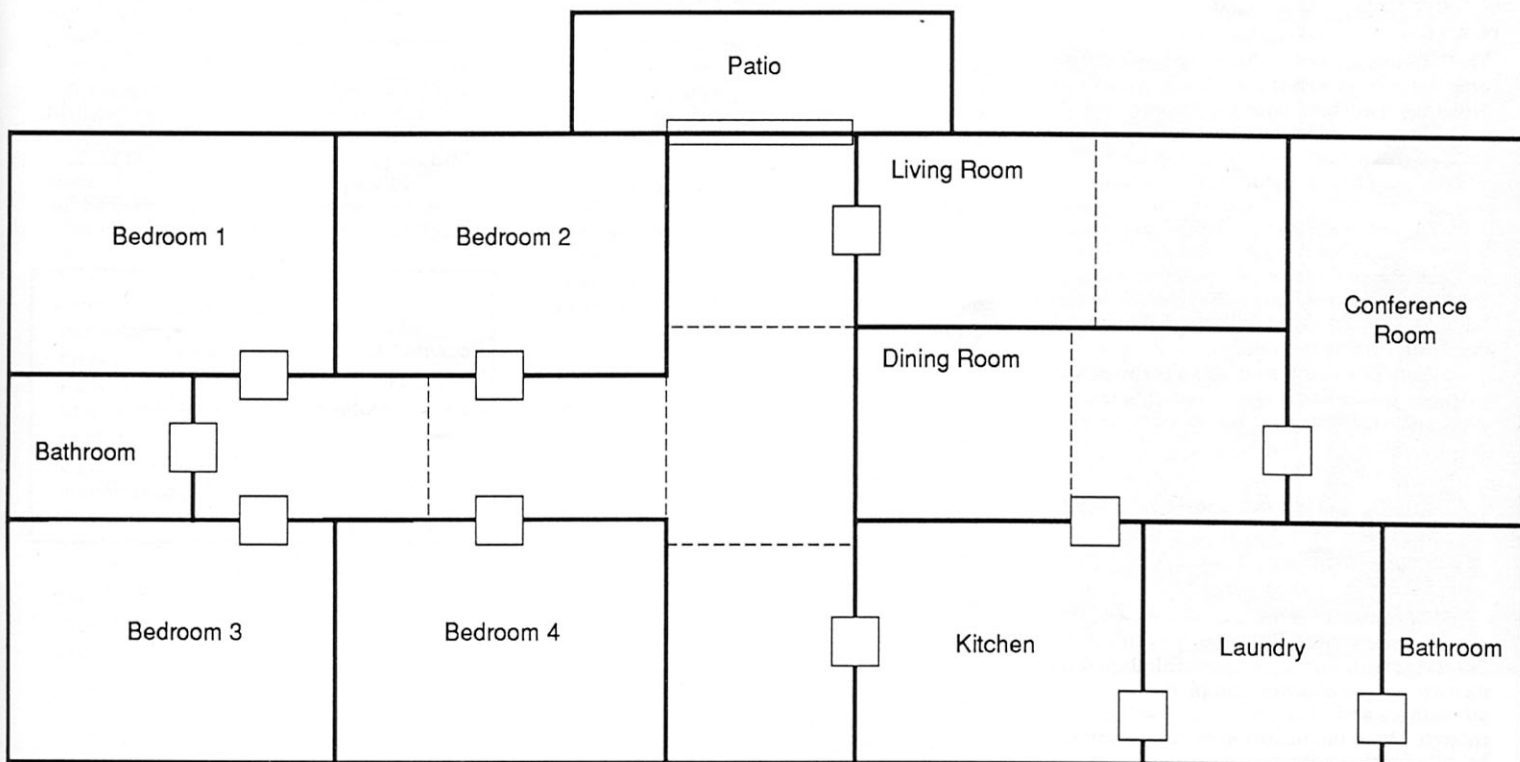 Patio
Living Room
Bedroom 1
Bedroom 2
Conference
Room
Dining Room
Bathroom
Bedroom 3
Bedroom 4
Kitchen
Laundry
Bathroom